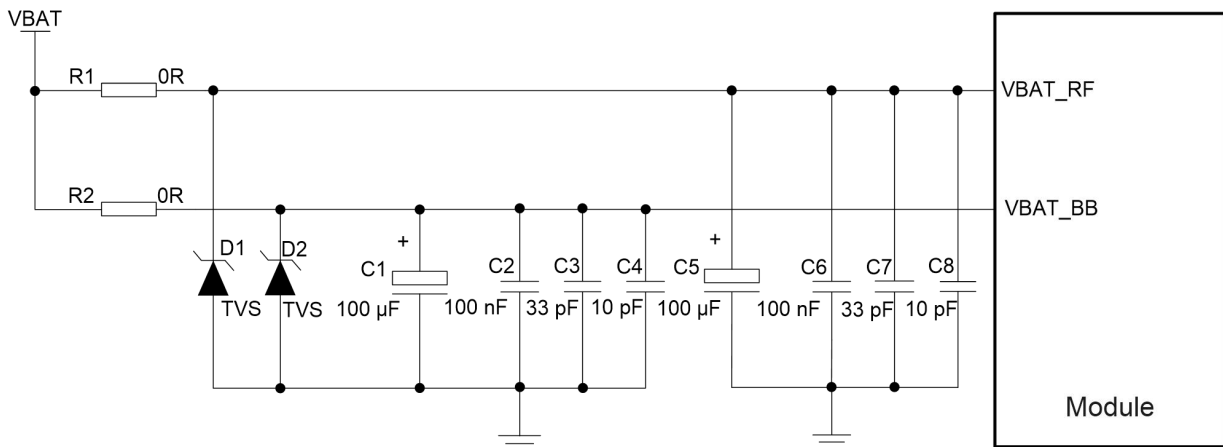 VBAT
R1 0R
VBAT_RF
R2 0R
VBAT_BB
D1 D2 + +
C1 C2 C3 C4 C5 C6 C7 C8
TVS TVS 100 µF 100 nF 33 pF 10 pF 100 µF 100 nF 33 pF 10 pF
Module